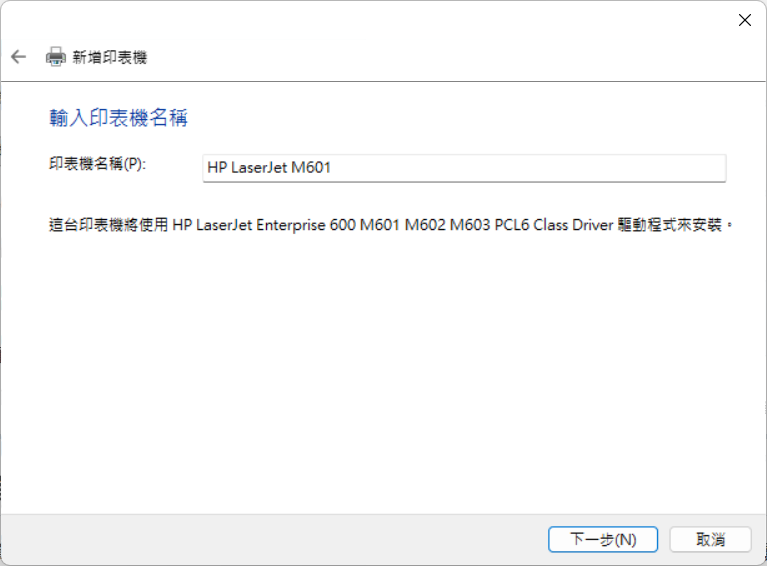 新增印表機
輸入印表機名稱
印表機名稱(P):
HP LaserJet M601
這台印表機將使用 HP LaserJet Enterprise 600 M601 M602 M603 PCL6 Class Driver 驅動程式來安裝。
下一步(N)
取消